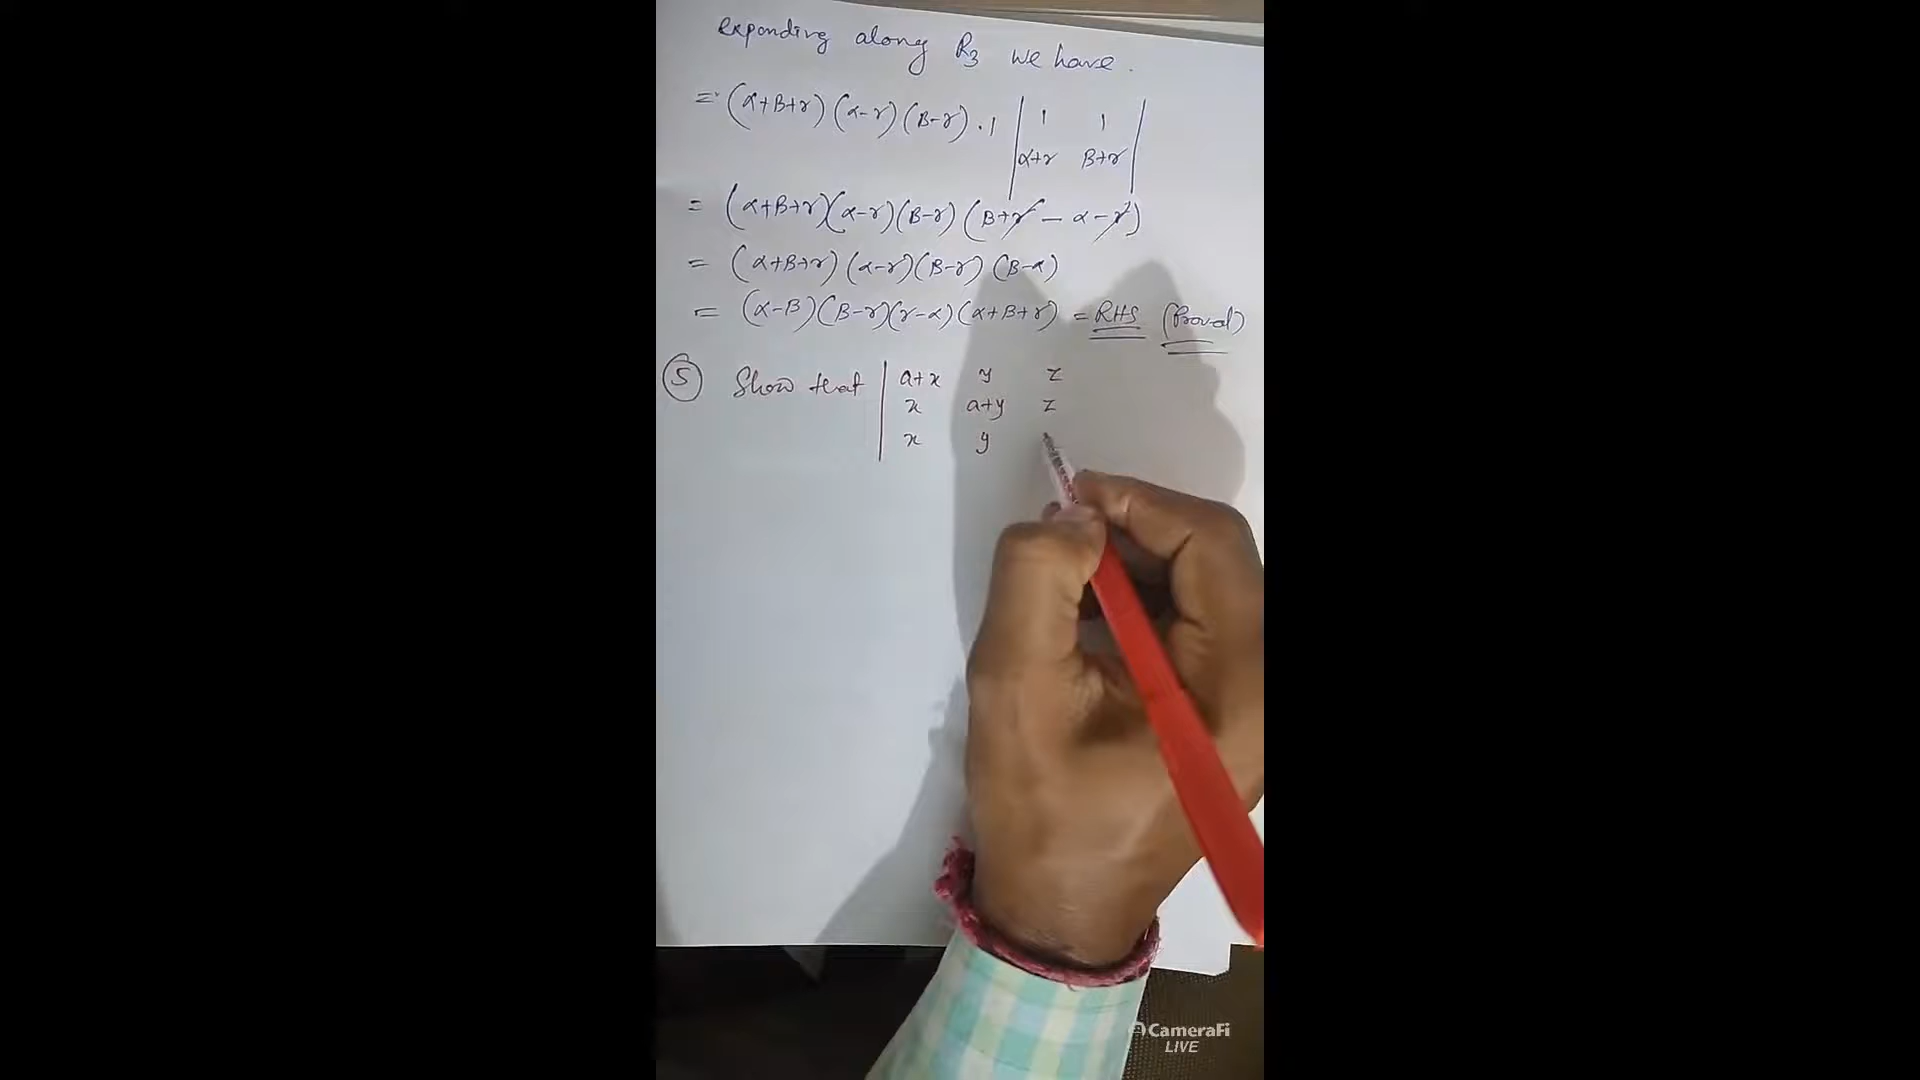 Expanding along R3 we have.
= (α+β+γ)(α-γ)(β-γ).1 | 1 1 |
| α+γ β+γ |
= (α+β+γ)(α-γ)(β-γ)(β+γ - α-γ)
= (α+β+γ)(α-γ)(β-γ)(β-α)
= (α-β)(β-γ)(γ-α)(α+β+γ) = RHS (Proved)
5 Show that | a+x y z
x a+y z
x y
CameraFi
LIVE